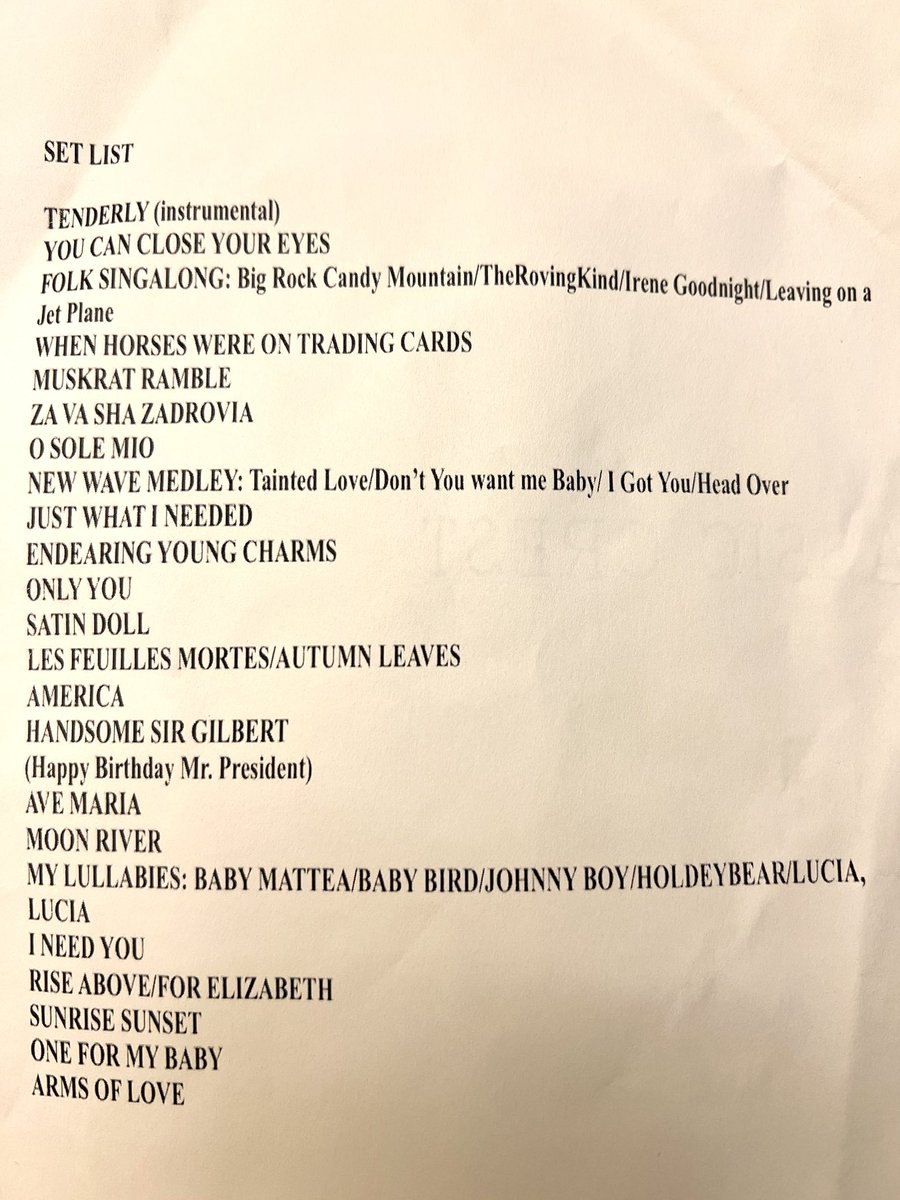 SET LIST
TENDERLY (instrumental)
YOU CAN CLOSE YOUR EYES
FOLK SINGALONG: Big Rock Candy Mountain/TheRovingKind/Irene Goodnight/Leaving on a
Jet Plane
WHEN HORSES WERE ON TRADING CARDS
MUSKRAT RAMBLE
ZA VA SHA ZADROVIA
O SOLE MIO
NEW WAVE MEDLEY: Tainted Love/Don't You want me Baby/ I Got You/Head Over
JUST WHAT I NEEDED
ENDEARING YOUNG CHARMS
ONLY YOU
SATIN DOLL
LES FEUILLES MORTES/AUTUMN LEAVES
AMERICA
HANDSOME SIR GILBERT
(Happy Birthday Mr. President)
AVE MARIA
MOON RIVER
MY LULLABIES: BABY MATTEA/BABY BIRD/JOHNNY BOY/HOLDEYBEAR/LUCIA,
LUCIA
I NEED YOU
RISE ABOVE/FOR ELIZABETH
SUNRISE SUNSET
ONE FOR MY BABY
ARMS OF LOVE